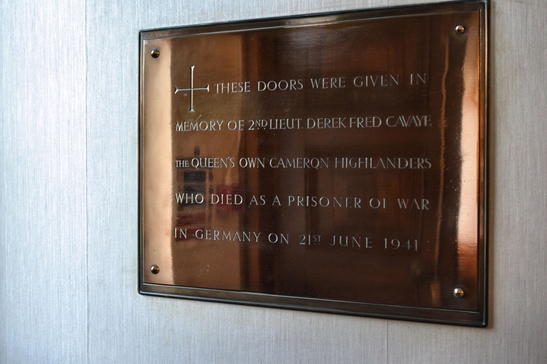 THESE DOORS WERE GIVEN IN
MEMORY OF 2ND LIEUT. DEREK FRED CAVAYE
THE QUEEN'S OWN CAMERON HIGHLANDERS
WHO DIED AS A PRISONER OF WAR
IN GERMANY ON 21ST JUNE 1941